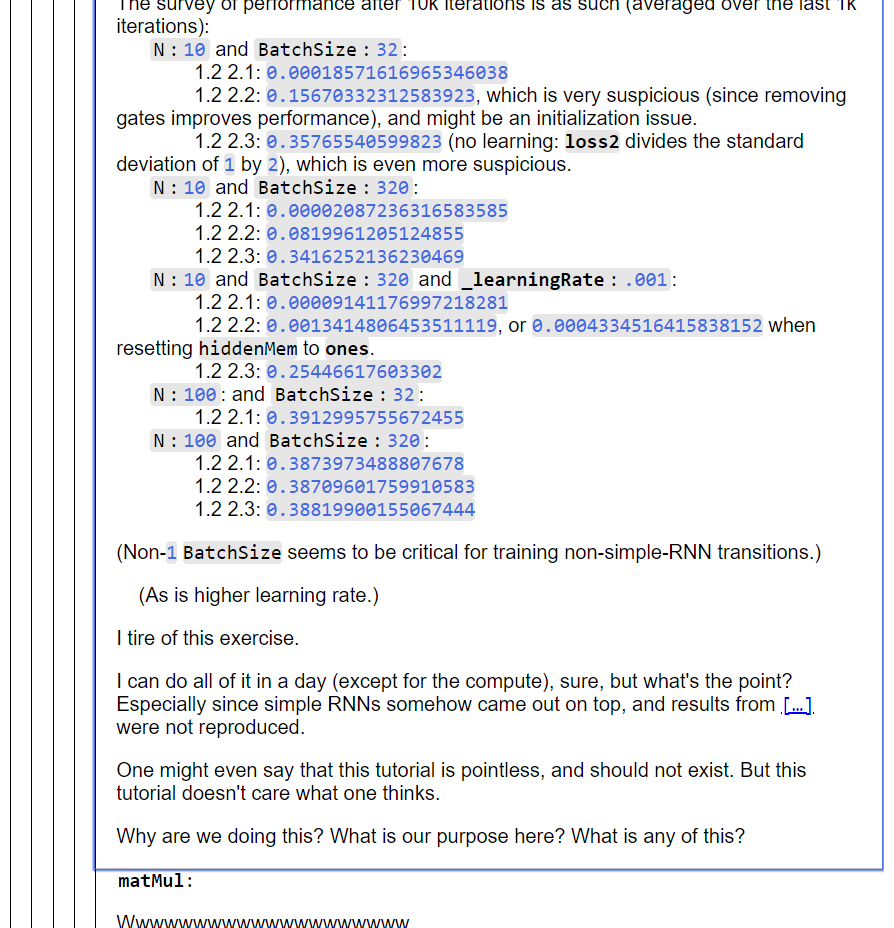 The survey of performance after 10k iterations is as such (averaged over the last 1k
iterations):
N:10 and BatchSize:32:
1.2 2.1: 0.00018571616965346038
1.2 2.2: 0.15670332312583923, which is very suspicious (since removing
gates improves performance), and might be an initialization issue.
1.2 2.3: 0.35765540599823 (no learning: loss2 divides the standard
deviation of 1 by 2), which is even more suspicious.
N:10 and BatchSize:320:
1.2 2.1: 0.00002087236316583585
1.2 2.2: 0.0819961205124855
1.2 2.3: 0.3416252136230469
N:10 and BatchSize:320 and _learningRate:.001:
1.2 2.1: 0.000091411176997218281
1.2 2.2: 0.0013414806453511119, or 0.0004334516415838152 when
resetting hiddenMem to ones.
1.2 2.3: 0.25446617603302
N:100: and BatchSize:32:
1.2 2.1: 0.3912995755672455
N:100 and BatchSize:320:
1.2 2.1: 0.3873973488807678
1.2 2.2: 0.38709601759910583
1.2 2.3: 0.38819900155067444
(Non-1 BatchSize seems to be critical for training non-simple-RNN transitions.)
(As is higher learning rate.)
I tire of this exercise.
I can do all of it in a day (except for the compute), sure, but what's the point?
Especially since simple RNNs somehow came out on top, and results from [...]
were not reproduced.
One might even say that this tutorial is pointless, and should not exist. But this
tutorial doesn't care what one thinks.
Why are we doing this? What is our purpose here? What is any of this?
matMul:
Wwwwwwwwwwwwwwwwwwww